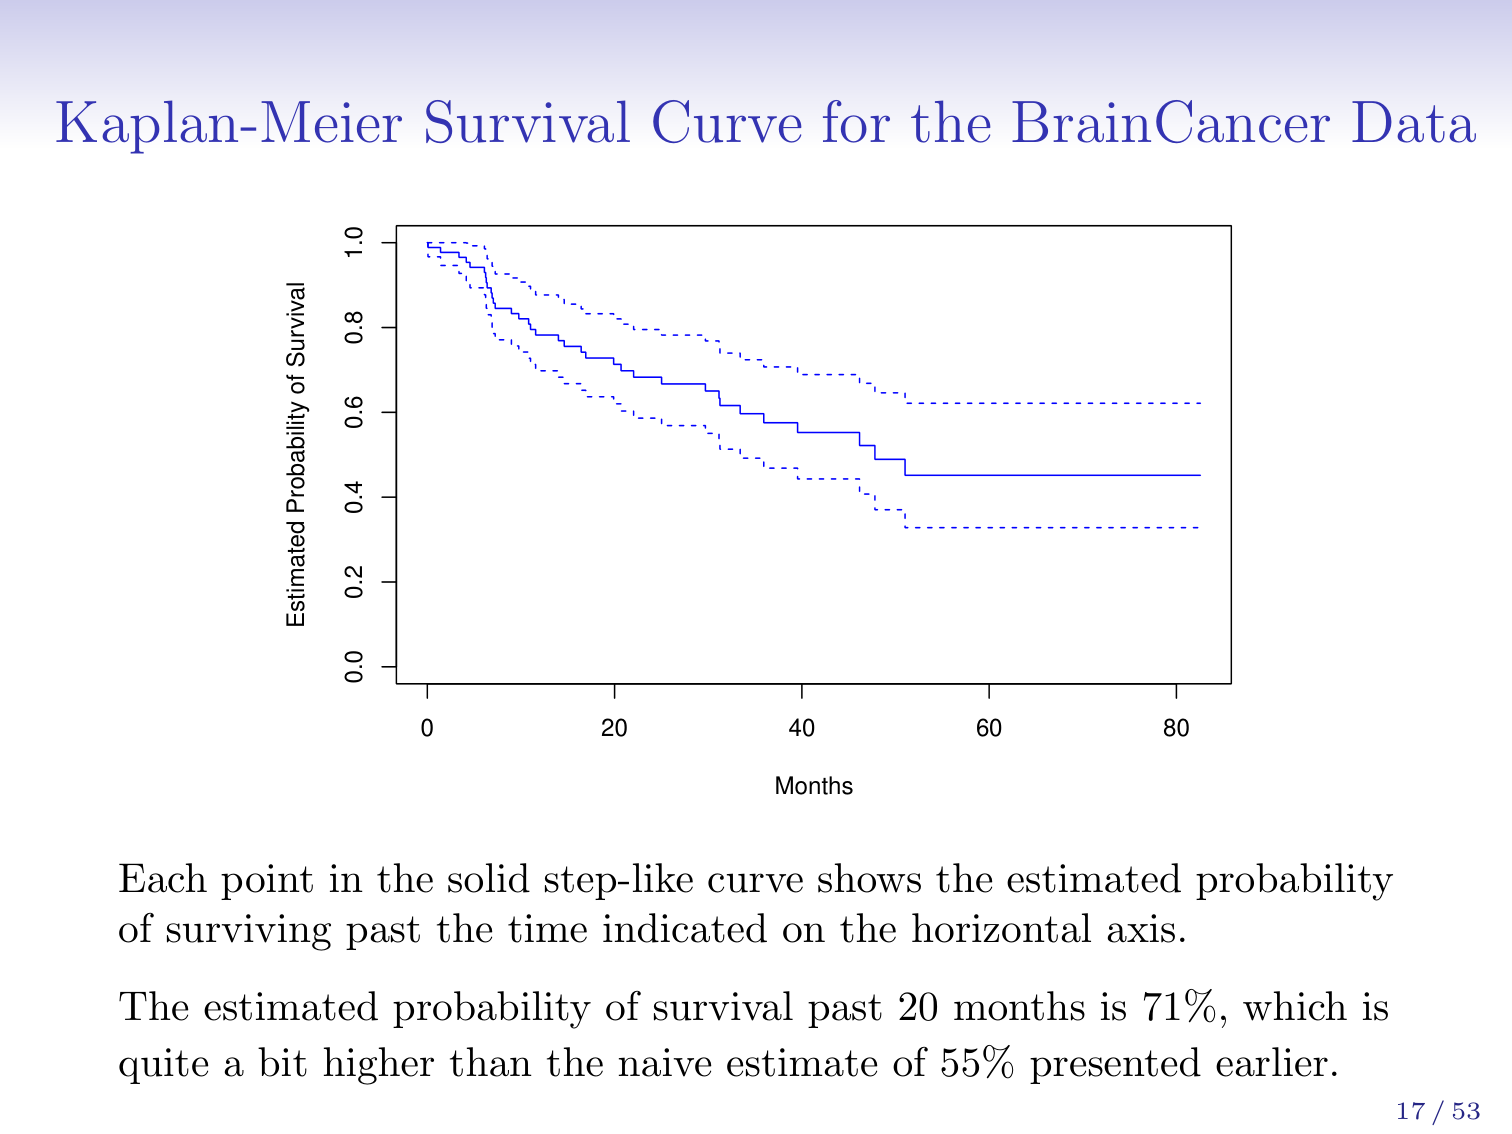 Kaplan-Meier Survival Curve for the BrainCancer Data
Estimated Probability of Survival
1.0
0.8
0.6
0.4
0.2
0.0
0 20 40 60 80
Months
Each point in the solid step-like curve shows the estimated probability
of surviving past the time indicated on the horizontal axis.
The estimated probability of survival past 20 months is 71%, which is
quite a bit higher than the naive estimate of 55% presented earlier.
17 / 53